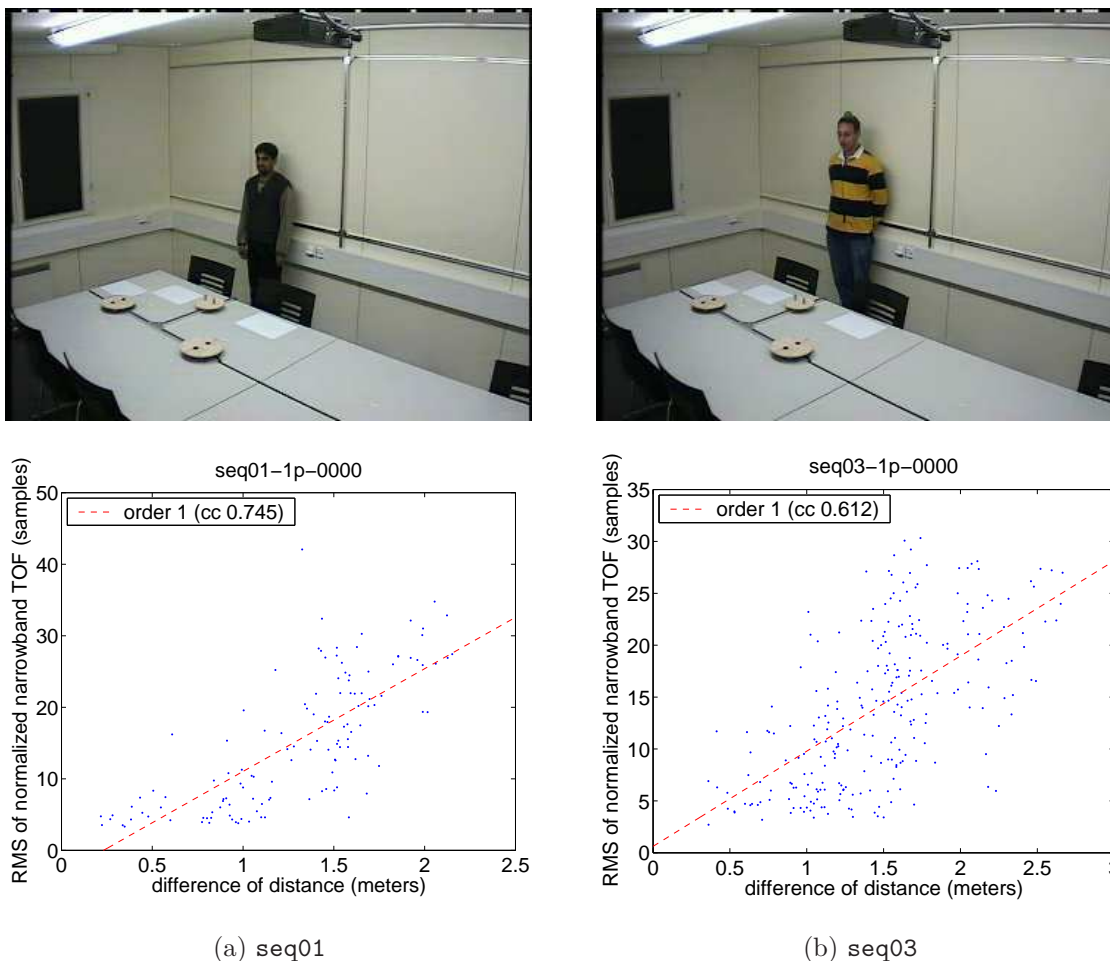 seq01−1p−0000
50
40
30
20
10
0
RMS of normalized narrowband TOF (samples)
order 1 (cc 0.745)
0 0.5 1 1.5 2 2.5
difference of distance (meters)
(a) seq01
seq03−1p−0000
35
30
25
20
15
10
5
0
RMS of normalized narrowband TOF (samples)
order 1 (cc 0.612)
0 0.5 1 1.5 2 2.5
difference of distance (meters)
(b) seq03